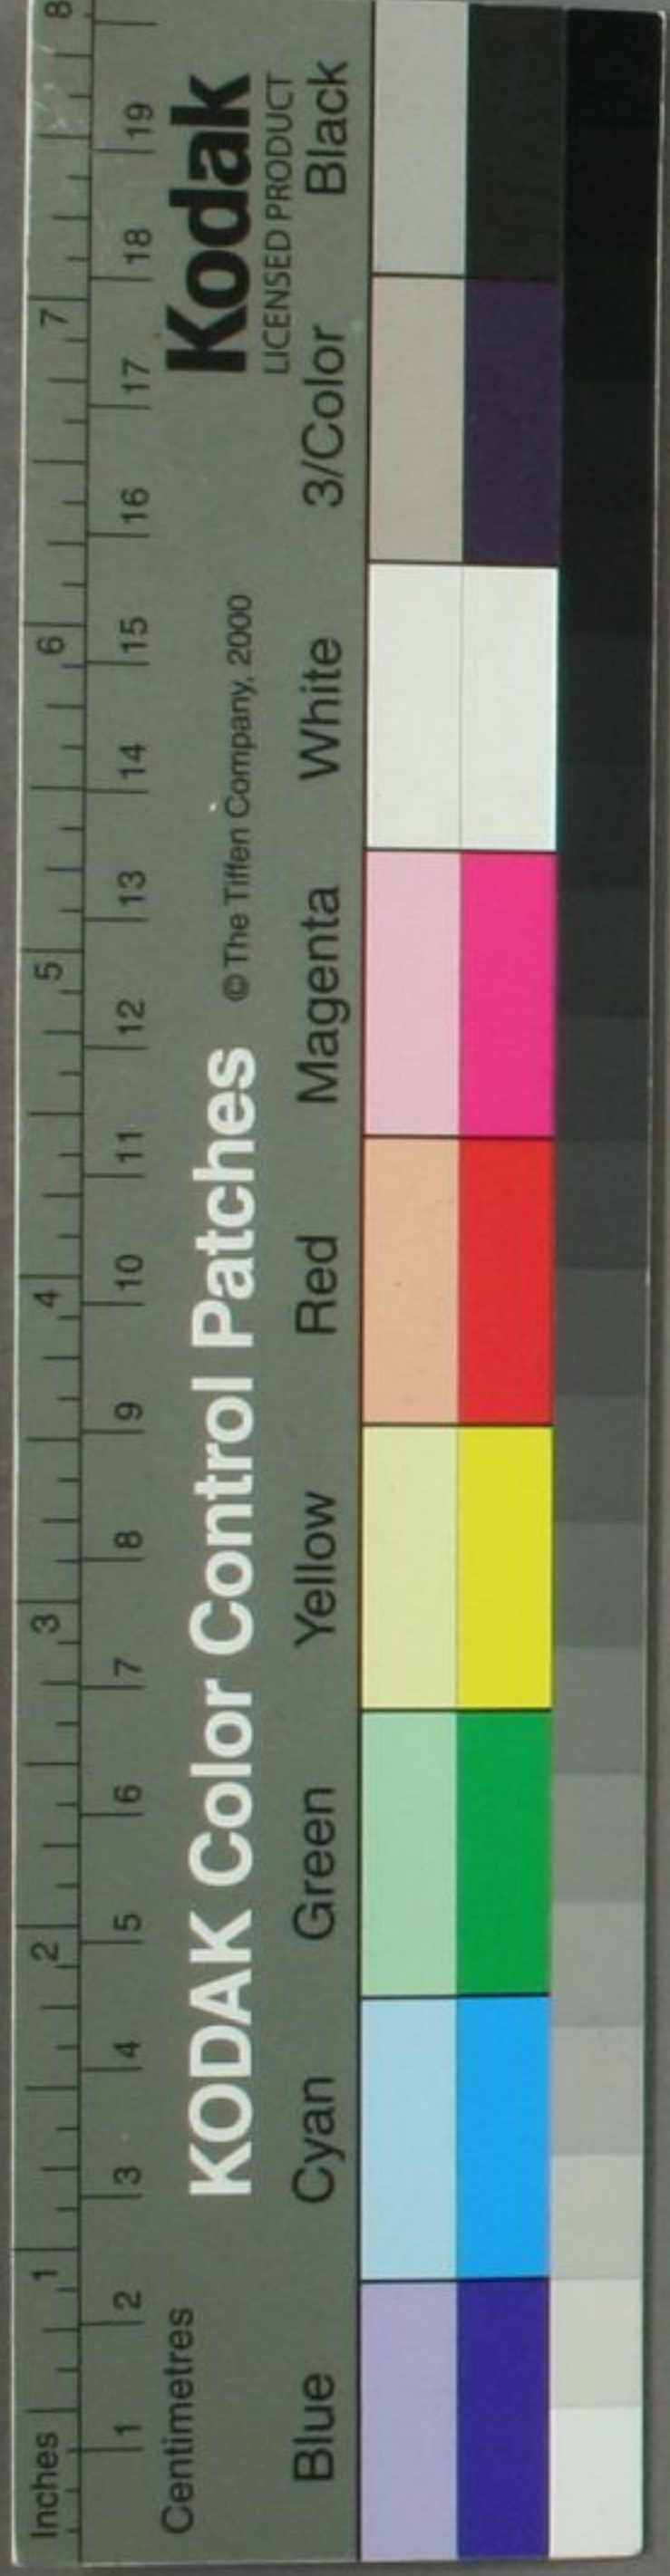 Inches 1 2 3 4 5 6 7 8
1 2 3 4 5 6 7 8 9 10 11 12 13 14 15 16 17 18 19
Centimetres
KODAK Color Control Patches © The Tiffen Company, 2000
Kodak
LICENSED PRODUCT
Blue Cyan Green Yellow Red Magenta White 3/Color Black